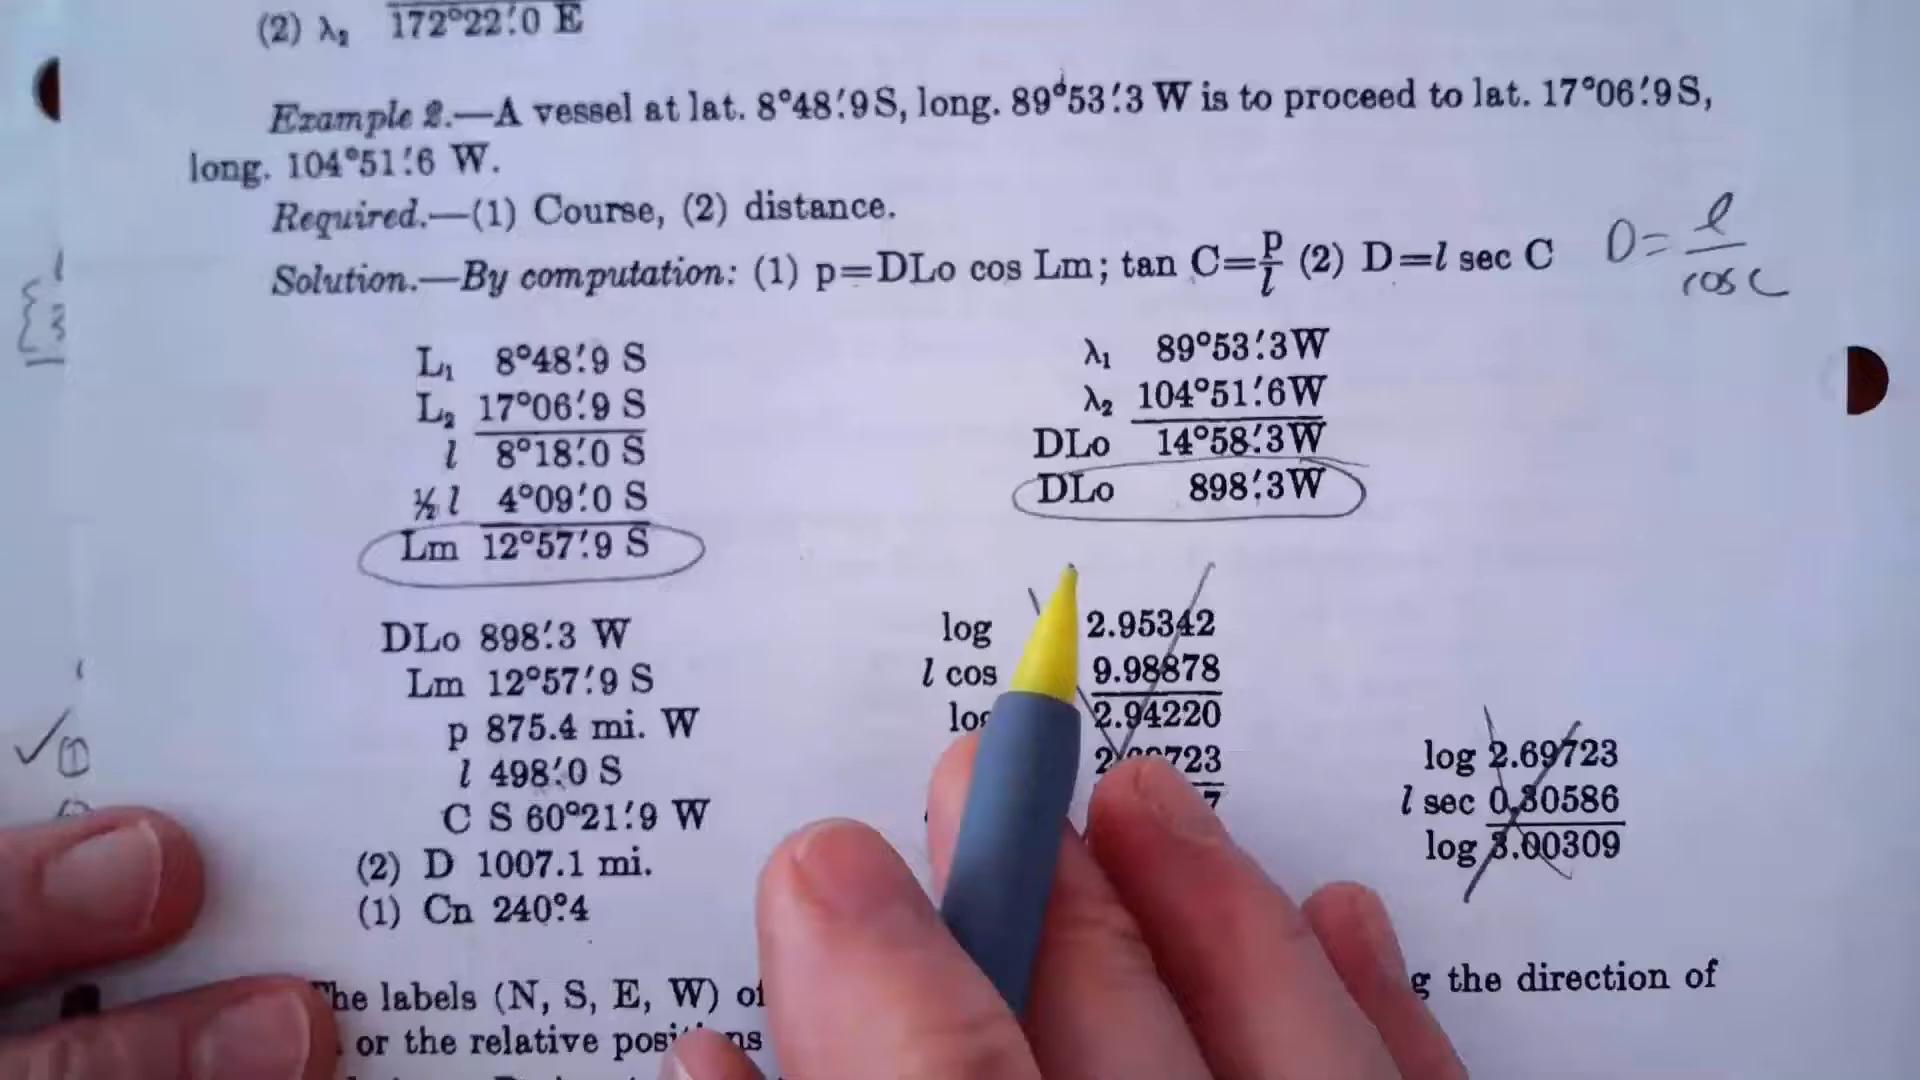 (2) λ₂ 172°22′.0 E
Example 2.—A vessel at lat. 8°48′.9 S, long. 89°53′.3 W is to proceed to lat. 17°06′.9 S,
long. 104°51′.6 W.
Required.—(1) Course, (2) distance.
Solution.—By computation: (1) p=DLo cos Lm; tan C=p/l (2) D=l sec C D=l/cos C
L₁ 8°48′.9 S
L₂ 17°06′.9 S
l 8°18′.0 S
½ l 4°09′.0 S
Lm 12°57′.9 S
λ₁ 89°53′.3W
λ₂ 104°51′.6W
DLo 14°58′.3W
DLo 898′.3W
DLo 898′.3 W log 2.95342
Lm 12°57′.9 S l cos 9.98878
p 875.4 mi. W log 2.94220
l 498′.0 S
C S 60°21′.9 W
(2) D 1007.1 mi.
(1) Cn 240°.4
log 2.69723
l sec 0.30586
log 3.00309
The labels (N, S, E, W) of
g the direction of
or the relative positions